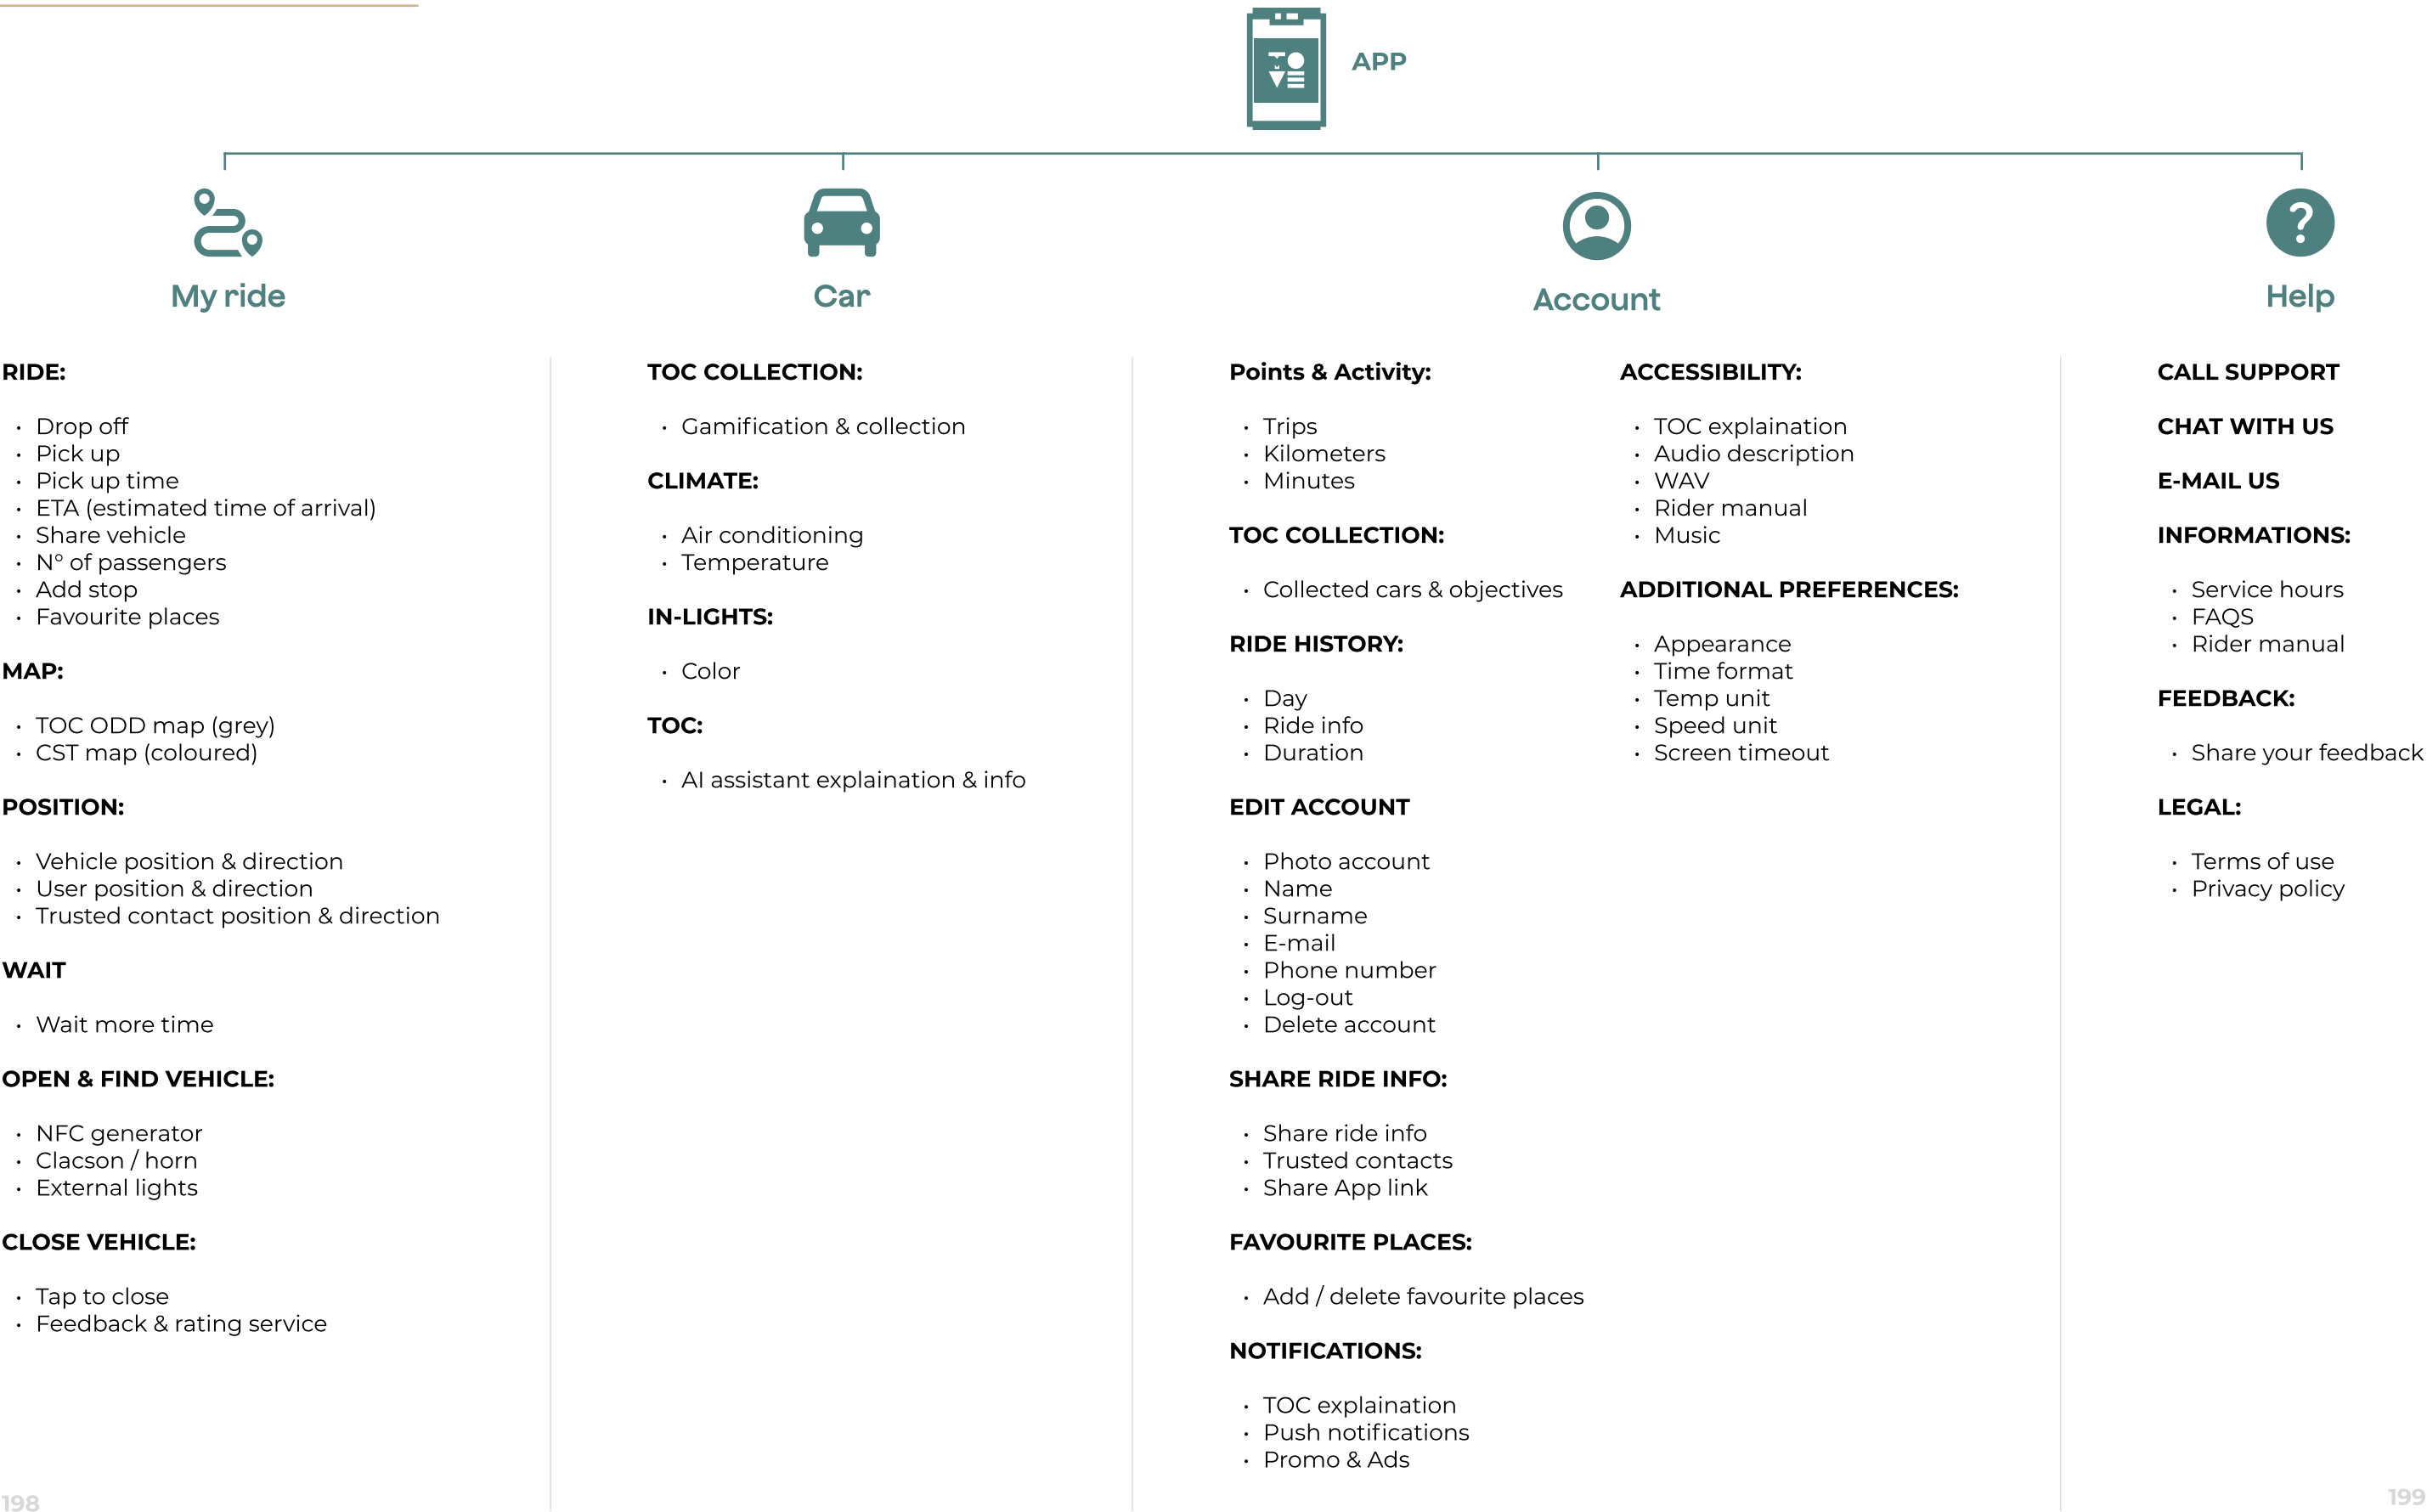 APP
My ride
RIDE:
• Drop off
• Pick up
• Pick up time
• ETA (estimated time of arrival)
• Share vehicle
• N° of passengers
• Add stop
• Favourite places
MAP:
• TOC ODD map (grey)
• CST map (coloured)
POSITION:
• Vehicle position & direction
• User position & direction
• Trusted contact position & direction
WAIT
• Wait more time
OPEN & FIND VEHICLE:
• NFC generator
• Clacson / horn
• External lights
CLOSE VEHICLE:
• Tap to close
• Feedback & rating service
Car
TOC COLLECTION:
• Gamification & collection
CLIMATE:
• Air conditioning
• Temperature
IN-LIGHTS:
• Color
TOC:
• AI assistant explaination & info
Account
Points & Activity:
• Trips
• Kilometers
• Minutes
TOC COLLECTION:
• Collected cars & objectives
RIDE HISTORY:
• Day
• Ride info
• Duration
EDIT ACCOUNT
• Photo account
• Name
• Surname
• E-mail
• Phone number
• Log-out
• Delete account
SHARE RIDE INFO:
• Share ride info
• Trusted contacts
• Share App link
FAVOURITE PLACES:
• Add / delete favourite places
NOTIFICATIONS:
• TOC explaination
• Push notifications
• Promo & Ads
ACCESSIBILITY:
• TOC explaination
• Audio description
• WAV
• Rider manual
• Music
ADDITIONAL PREFERENCES:
• Appearance
• Time format
• Temp unit
• Speed unit
• Screen timeout
Help
CALL SUPPORT
CHAT WITH US
E-MAIL US
INFORMATIONS:
• Service hours
• FAQS
• Rider manual
FEEDBACK:
• Share your feedback
LEGAL:
• Terms of use
• Privacy policy
198
199